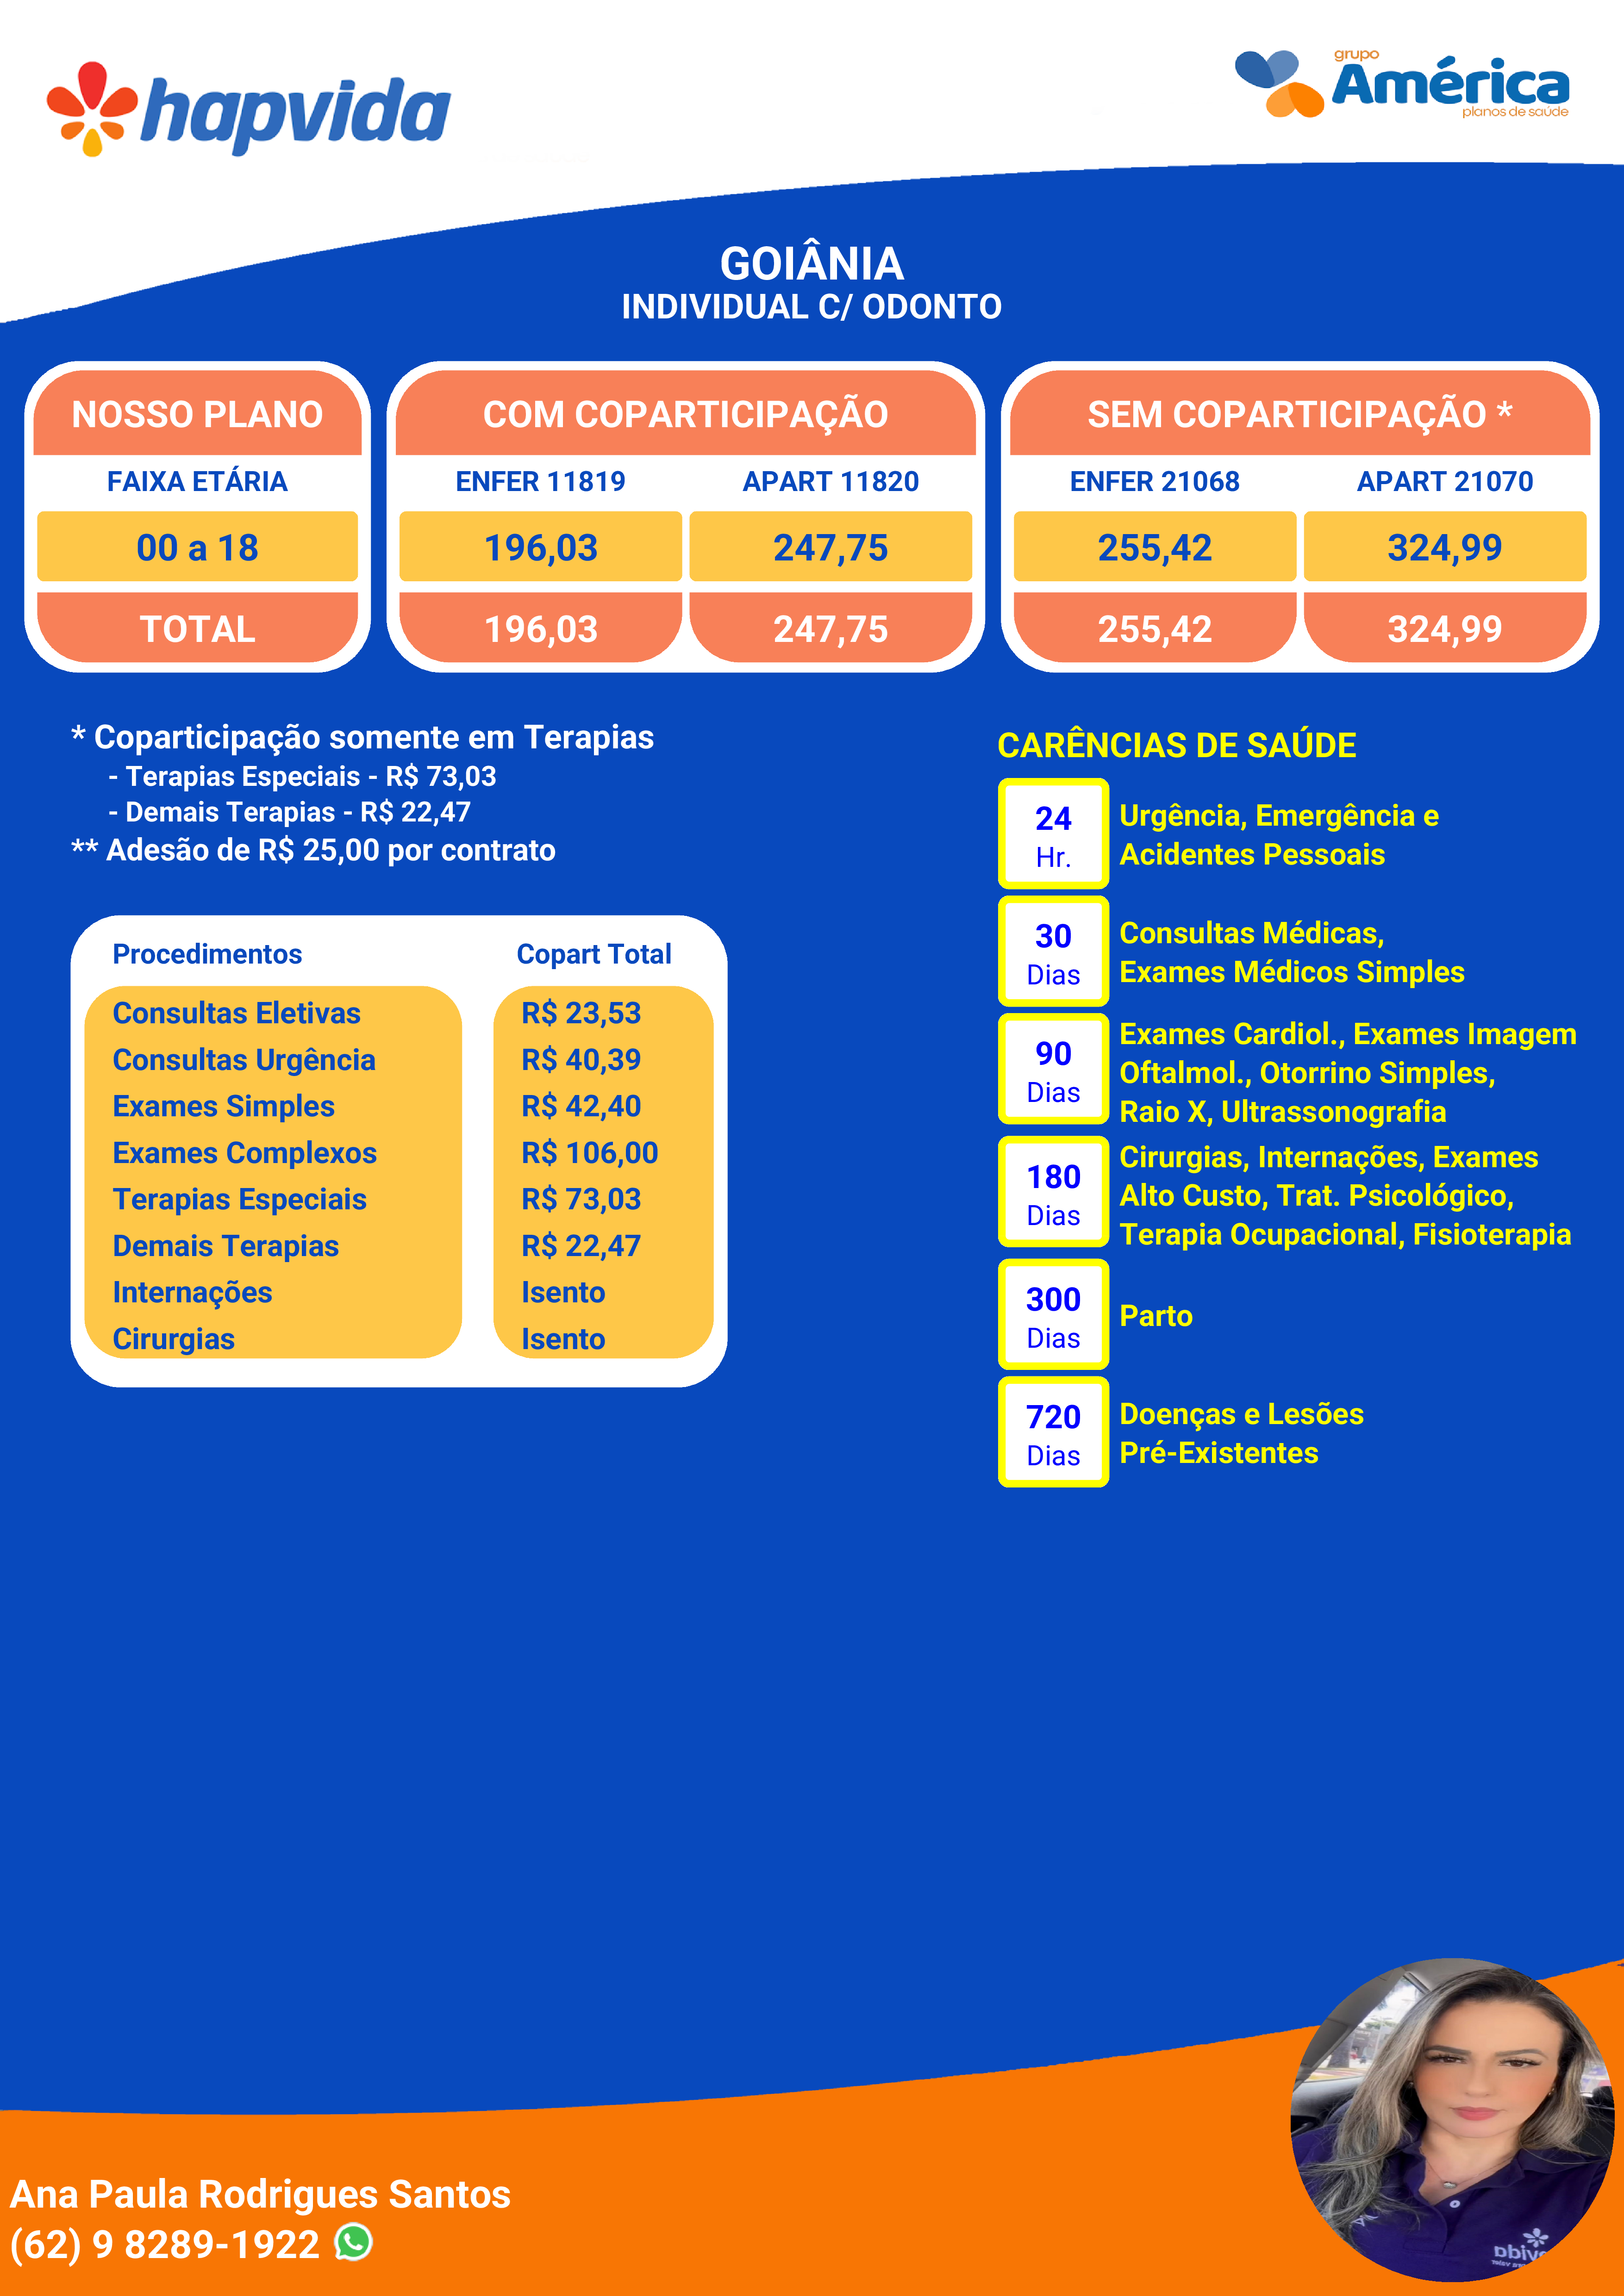 hapvida
grupo
América
planos de saúde
GOIÂNIA
INDIVIDUAL C/ ODONTO
NOSSO PLANO
COM COPARTICIPAÇÃO
SEM COPARTICIPAÇÃO *
FAIXA ETÁRIA
ENFER 11819
APART 11820
ENFER 21068
APART 21070
00 a 18
196,03
247,75
255,42
324,99
TOTAL
196,03
247,75
255,42
324,99
* Coparticipação somente em Terapias
- Terapias Especiais - R$ 73,03
- Demais Terapias - R$ 22,47
** Adesão de R$ 25,00 por contrato
Procedimentos Copart Total
Consultas Eletivas R$ 23,53
Consultas Urgência R$ 40,39
Exames Simples R$ 42,40
Exames Complexos R$ 106,00
Terapias Especiais R$ 73,03
Demais Terapias R$ 22,47
Internações Isento
Cirurgias Isento
CARÊNCIAS DE SAÚDE
24 Hr.
Urgência, Emergência e
Acidentes Pessoais
30 Dias
Consultas Médicas,
Exames Médicos Simples
90 Dias
Exames Cardiol., Exames Imagem
Oftalmol., Otorrino Simples,
Raio X, Ultrassonografia
180 Dias
Cirurgias, Internações, Exames
Alto Custo, Trat. Psicológico,
Terapia Ocupacional, Fisioterapia
300 Dias
Parto
720 Dias
Doenças e Lesões
Pré-Existentes
Ana Paula Rodrigues Santos
(62) 9 8289-1922